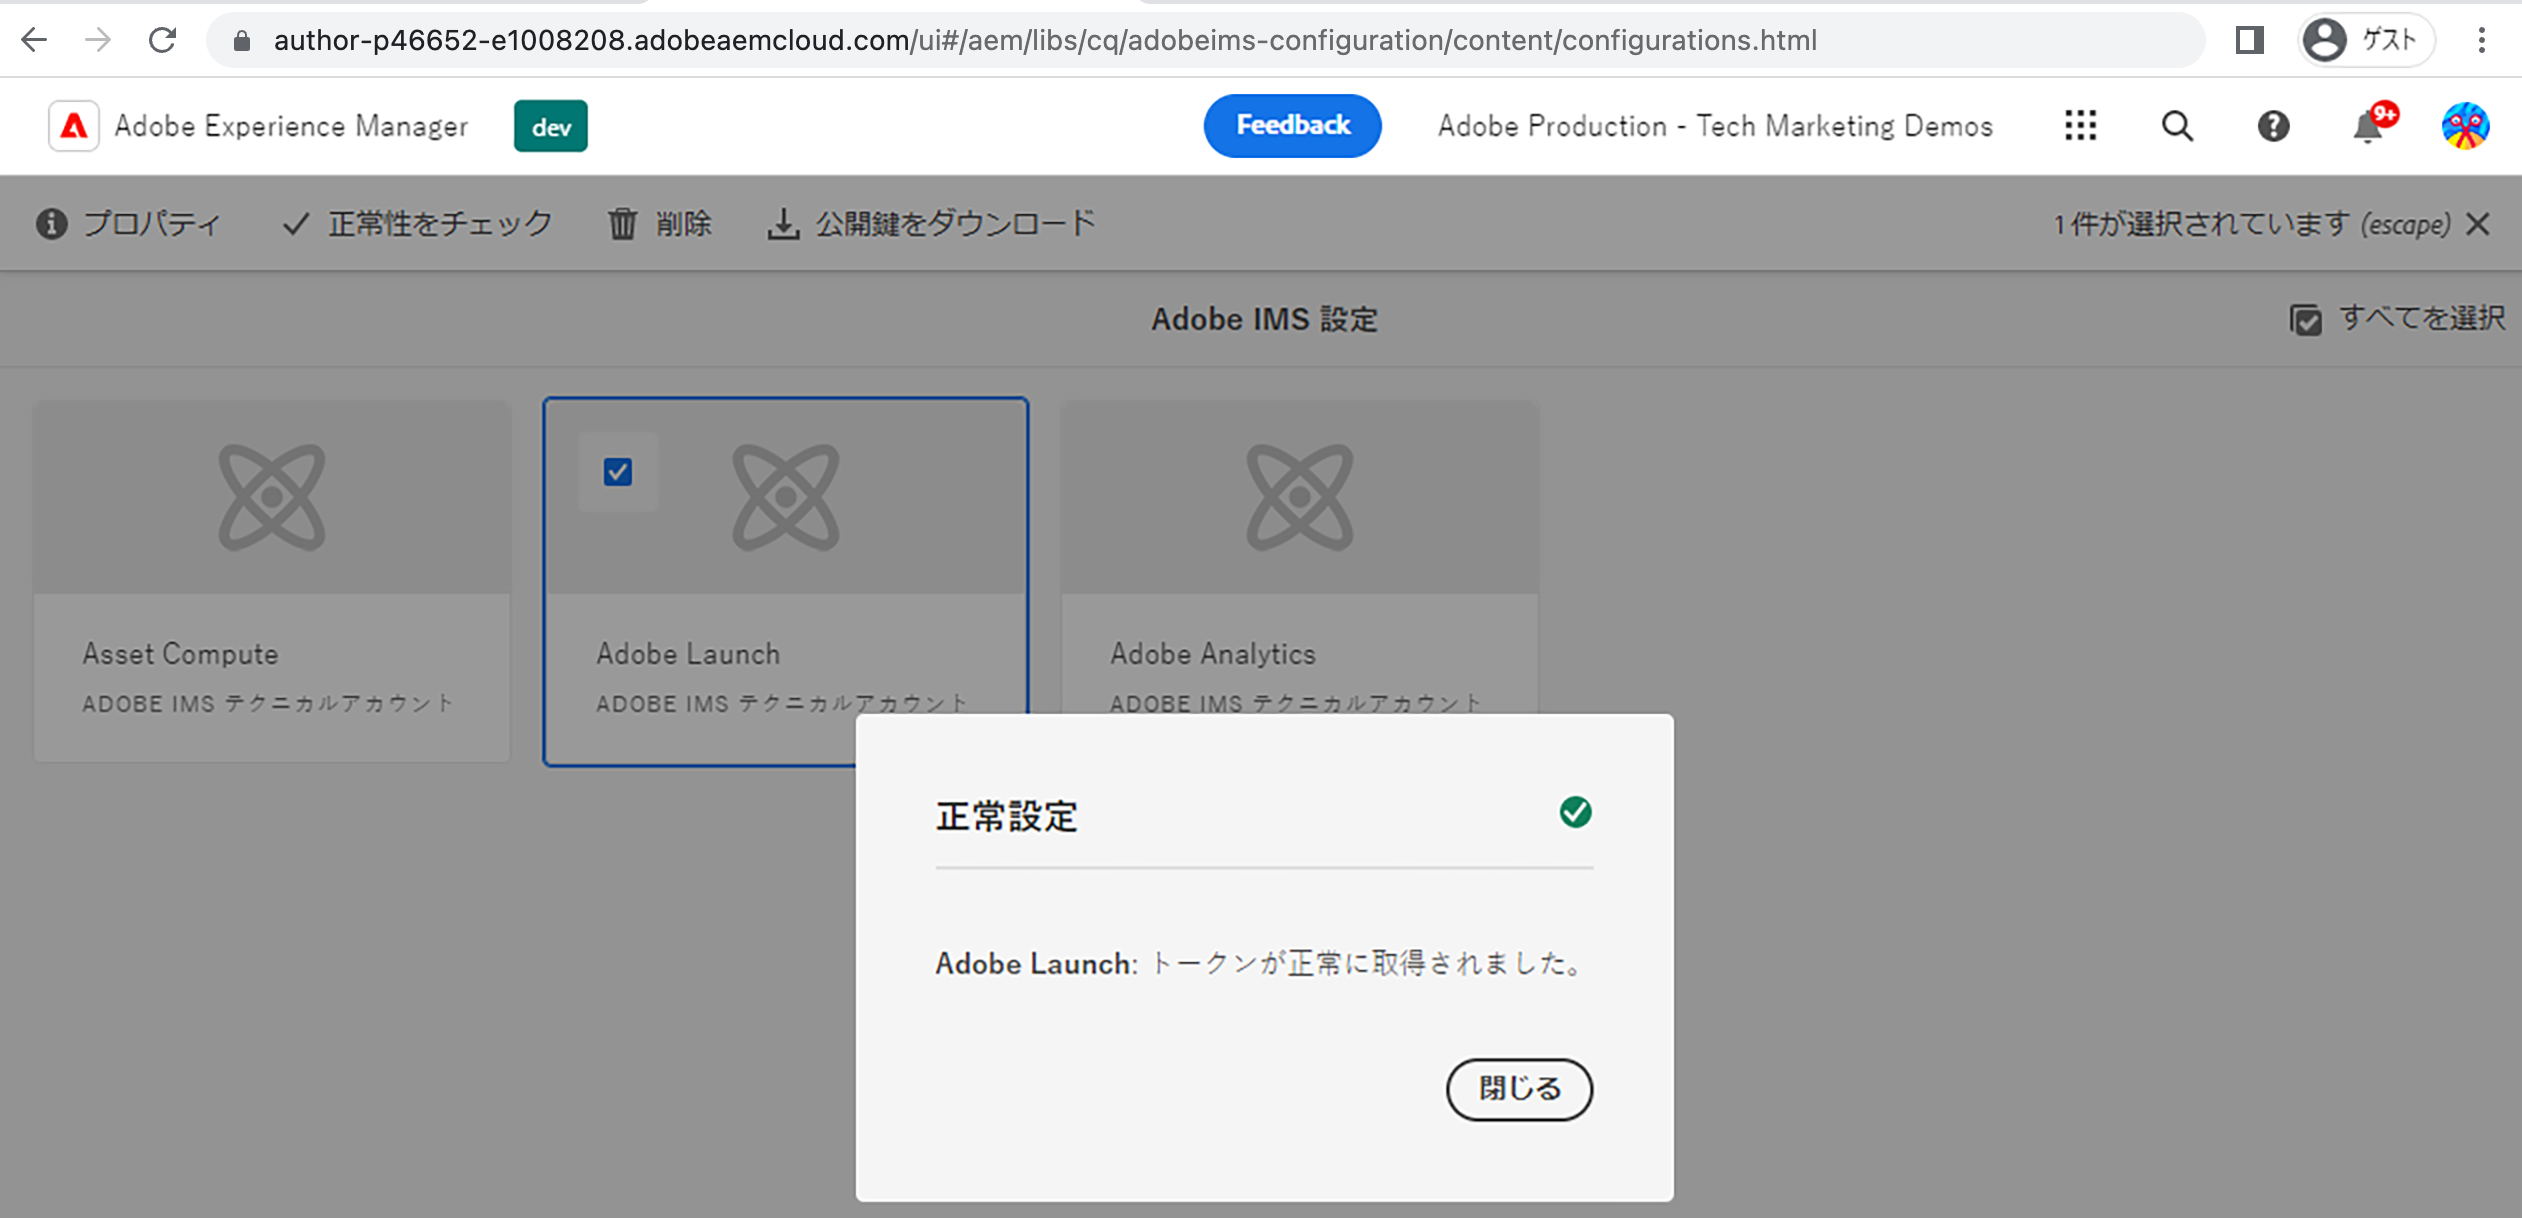 author-p46652-e1008208.adobeaemcloud.com/ui#/aem/libs/cq/adobeims-configuration/content/configurations.html
ゲスト
Adobe Experience Manager
dev
Feedback
Adobe Production - Tech Marketing Demos
9+
プロパティ
正常性をチェック
削除
公開鍵をダウンロード
1 件が選択されています (escape)
Adobe IMS 設定
すべてを選択
Asset Compute
ADOBE IMS テクニカルアカウント
Adobe Launch
ADOBE IMS テクニカルアカウント
Adobe Analytics
ADOBE IMS テクニカルアカウント
正常設定
Adobe Launch: トークンが正常に取得されました。
閉じる